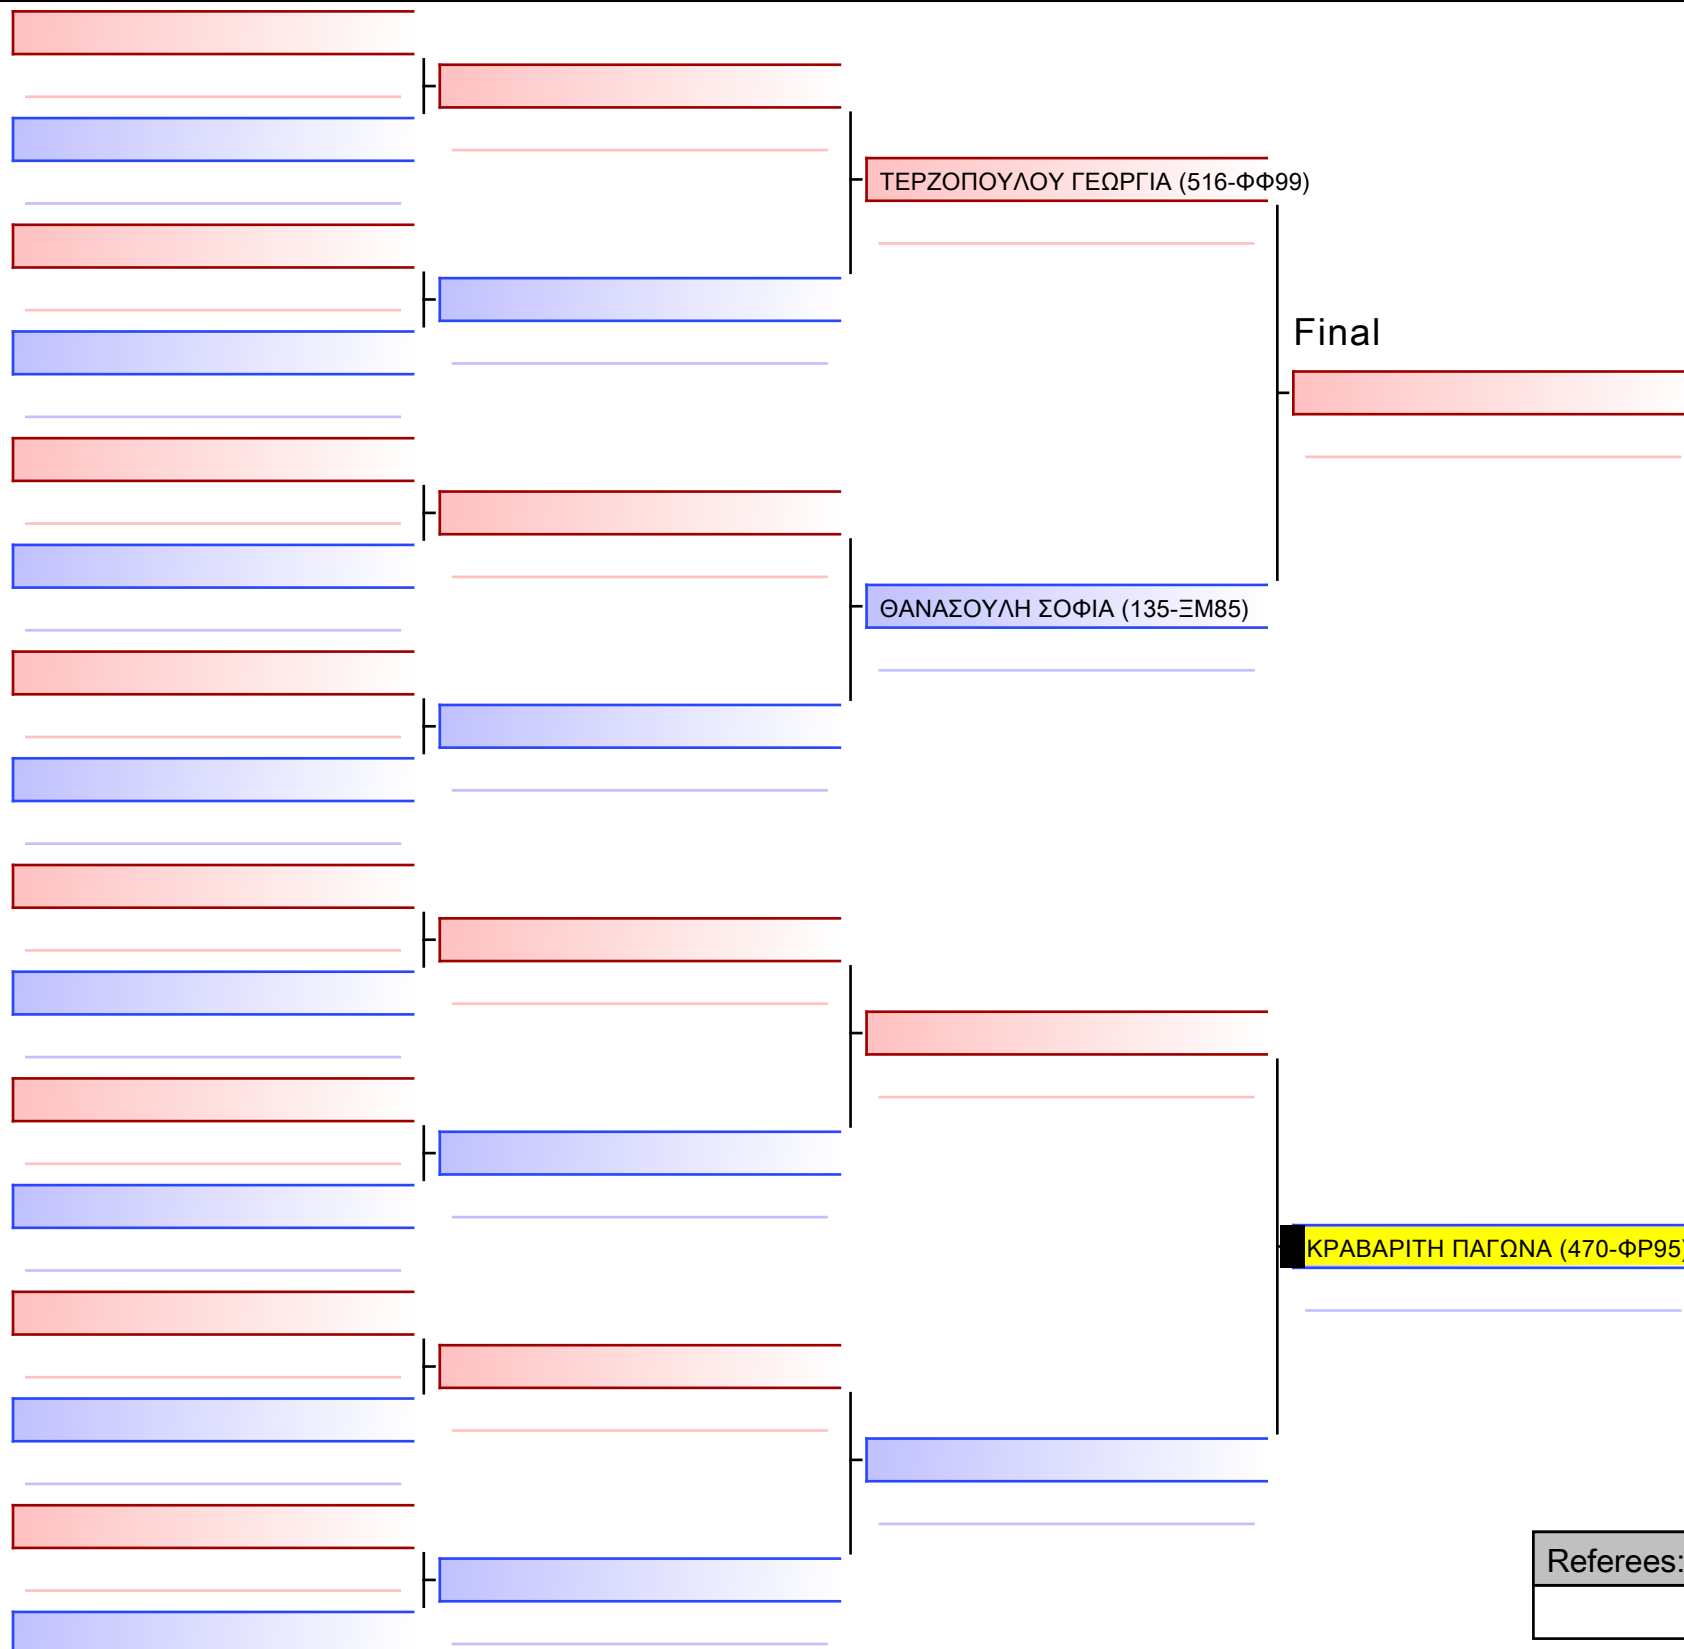 ΤΕΡΖΟΠΟΥΛΟΥ ΓΕΩΡΓΙΑ (516-ΦΦ99)
Final
ΘΑΝΑΣΟΥΛΗ ΣΟΦΙΑ (135-ΞΜ85)
ΚΡΑΒΑΡΙΤΗ ΠΑΓΩΝΑ (470-ΦΡ95)
Referees: